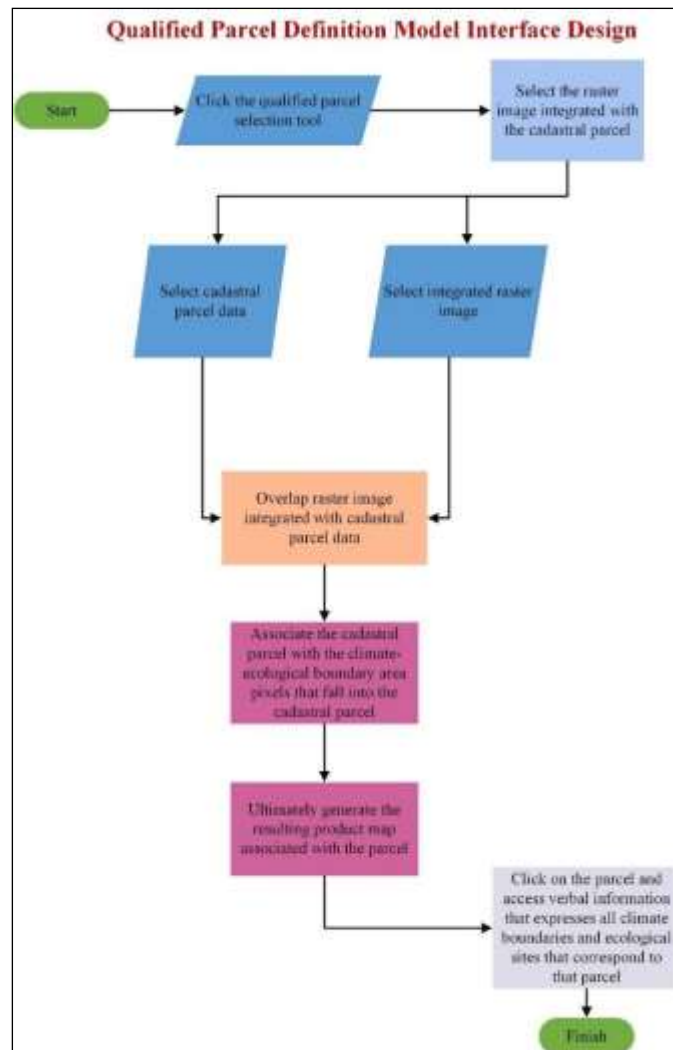 Qualified Parcel Definition Model Interface Design
Start
Click the qualified parcel
selection tool
Select the raster
image integrated with
the cadastral parcel
Select cadastral
parcel data
Select integrated raster
image
Overlap raster image
integrated with cadastral
parcel data
Associate the cadastral
parcel with the climate-
ecological boundary area
pixels that fall into the
cadastral parcel
Ultimately generate the
resulting product map
associated with the parcel
Click on the parcel and
access verbal information
that expresses all climate
boundaries and ecological
sites that correspond to
that parcel
Finish